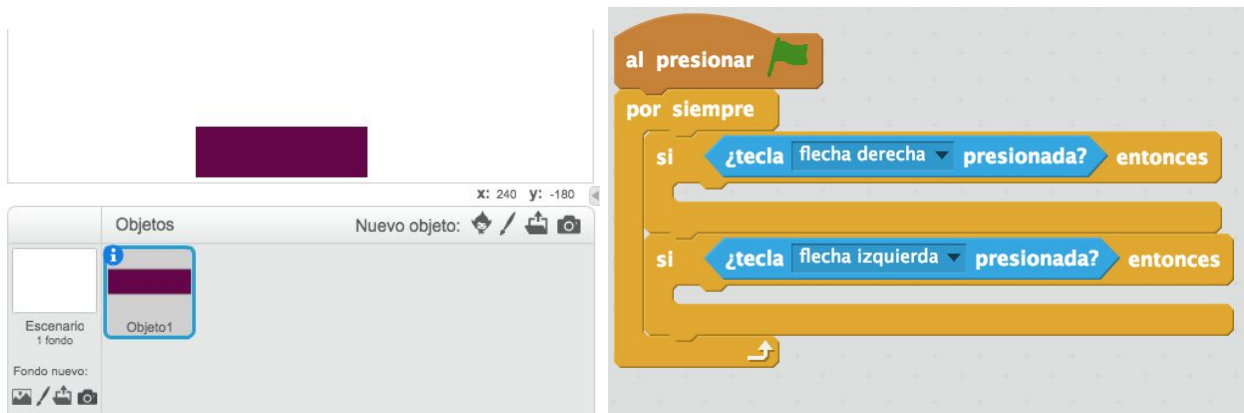 x: 240 y: -180
Objetos
Nuevo objeto:
Escenario
1 fondo
Objeto1
Fondo nuevo:
al presionar
por siempre
si ¿tecla flecha derecha presionada? entonces
si ¿tecla flecha izquierda presionada? entonces